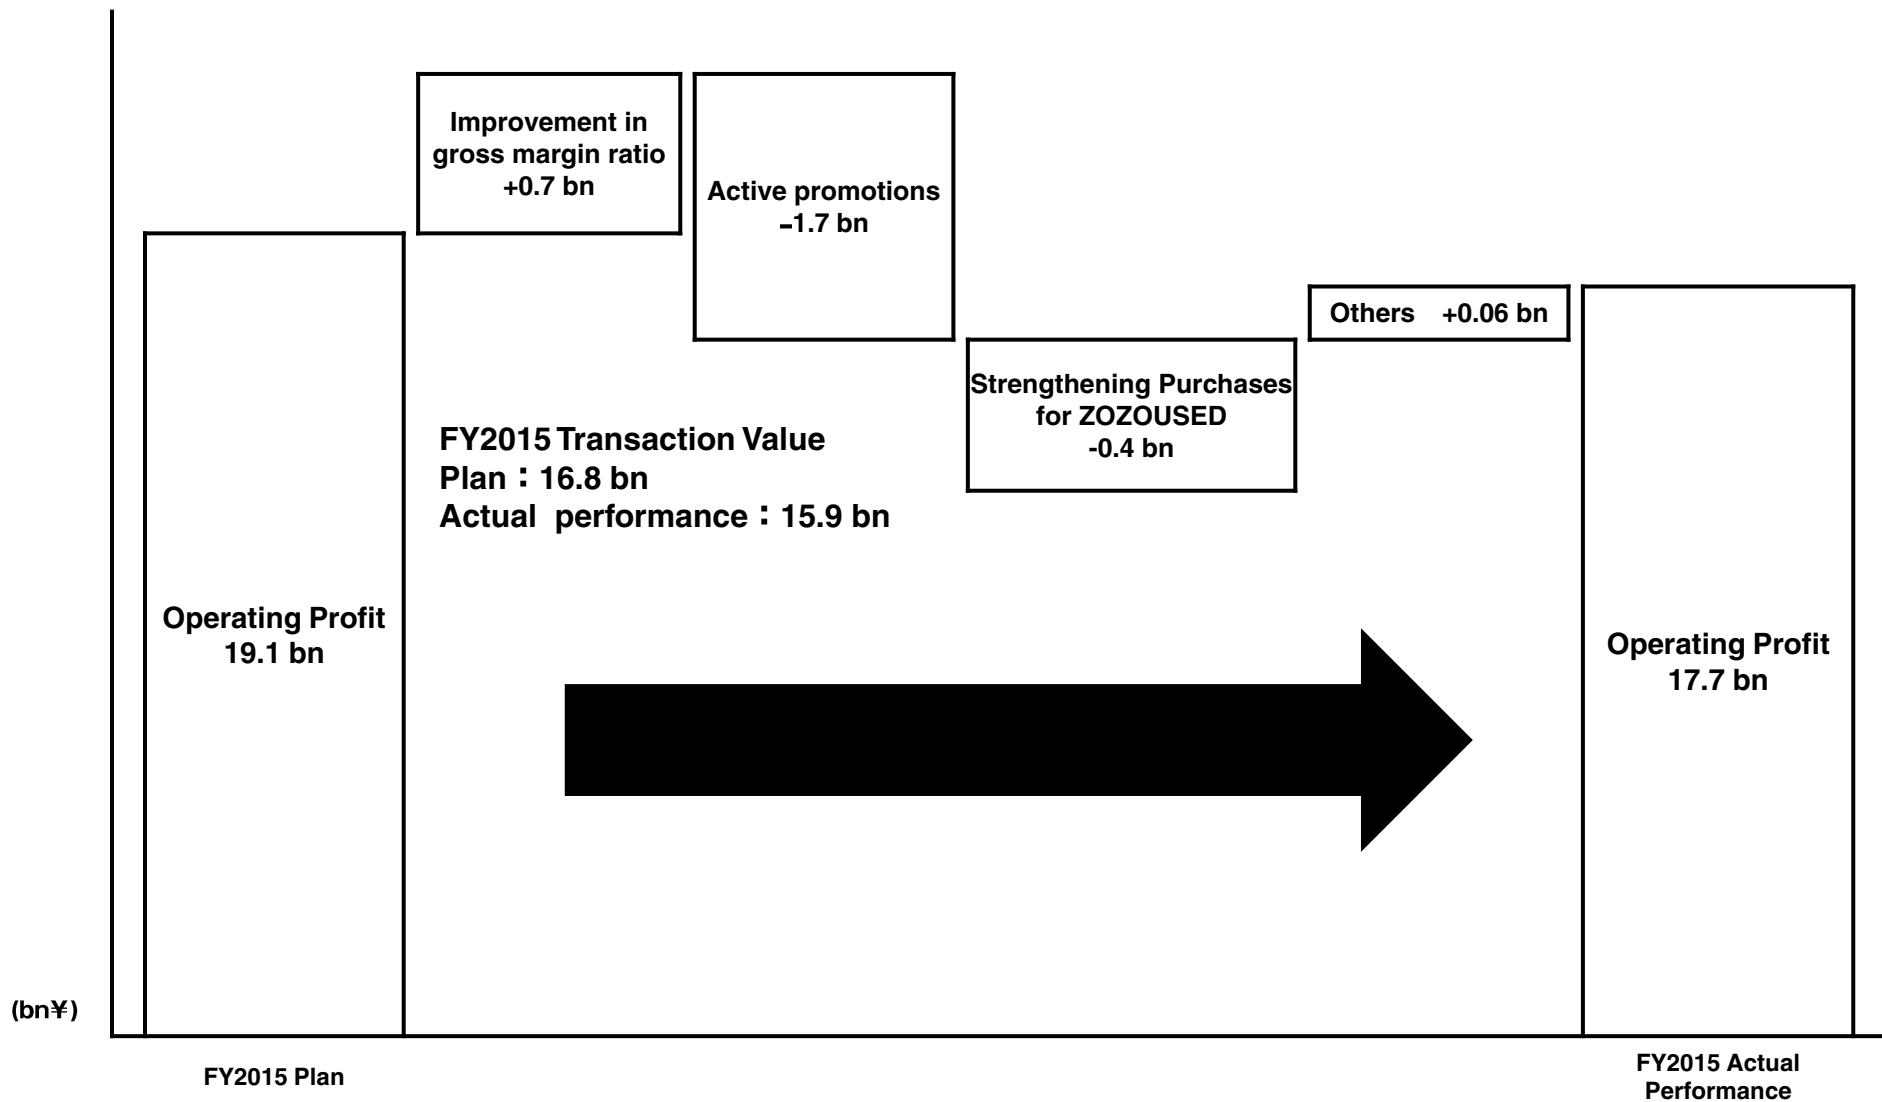 Improvement in
gross margin ratio
+0.7 bn
Active promotions
–1.7 bn
Others +0.06 bn
Strengthening Purchases
for ZOZOUSED
-0.4 bn
FY2015 Transaction Value
Plan：16.8 bn
Actual performance：15.9 bn
Operating Profit
19.1 bn
Operating Profit
17.7 bn
(bn¥)
FY2015 Plan
FY2015 Actual
Performance